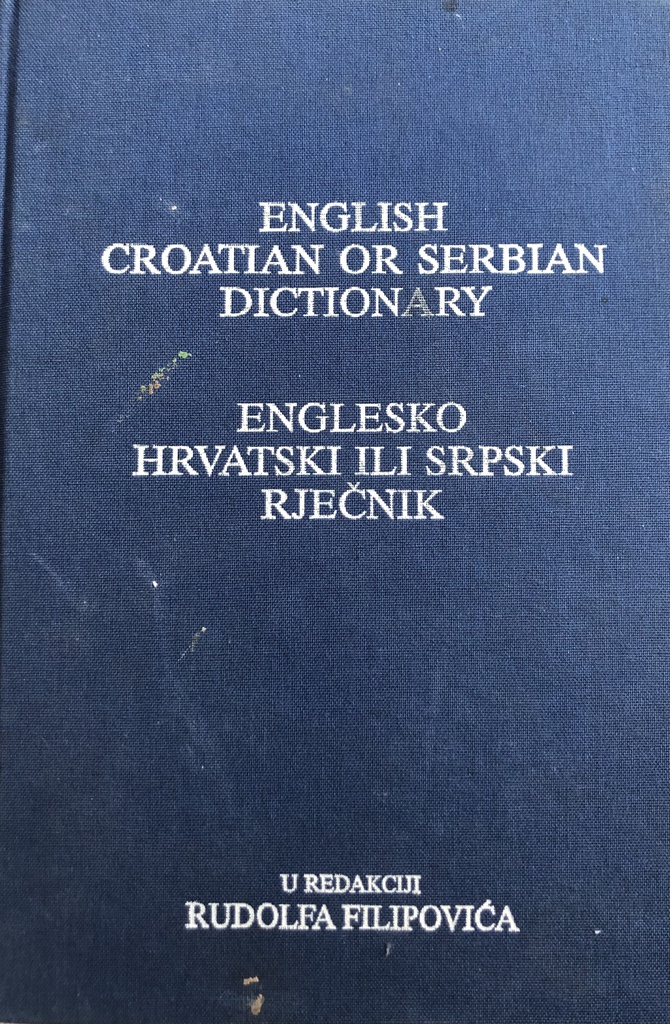 ENGLISH
CROATIAN OR SERBIAN
DICTIONARY
ENGLESKO
HRVATSKI ILI SRPSKI
RJEČNIK
U REDAKCIJI
RUDOLFA FILIPOVIĆA